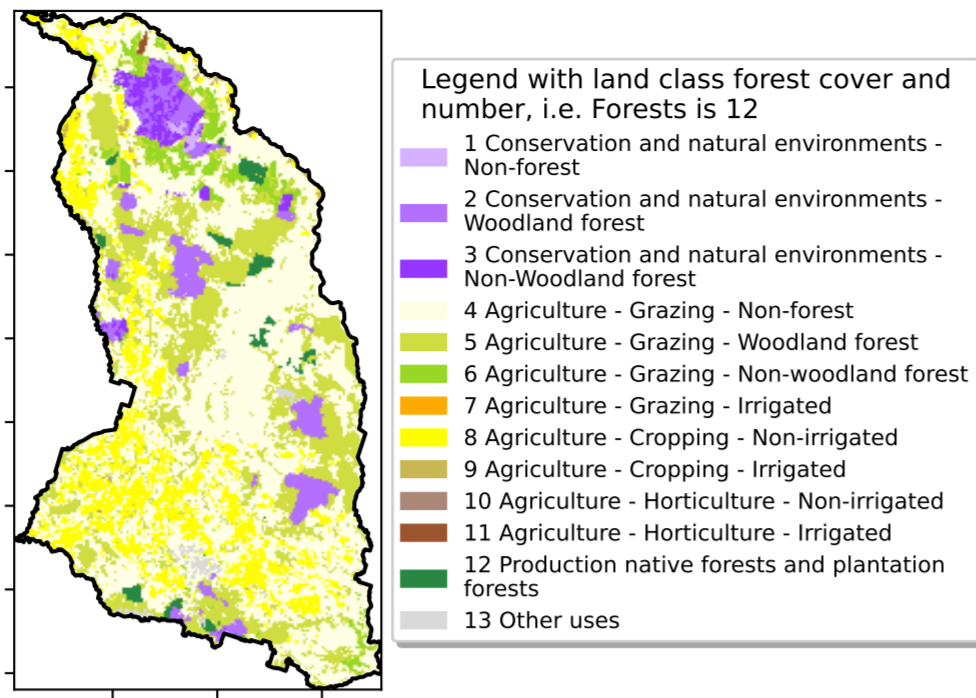 Legend with land class forest cover and
number, i.e. Forests is 12
1 Conservation and natural environments -
Non-forest
2 Conservation and natural environments -
Woodland forest
3 Conservation and natural environments -
Non-Woodland forest
4 Agriculture - Grazing - Non-forest
5 Agriculture - Grazing - Woodland forest
6 Agriculture - Grazing - Non-woodland forest
7 Agriculture - Grazing - Irrigated
8 Agriculture - Cropping - Non-irrigated
9 Agriculture - Cropping - Irrigated
10 Agriculture - Horticulture - Non-irrigated
11 Agriculture - Horticulture - Irrigated
12 Production native forests and plantation
forests
13 Other uses